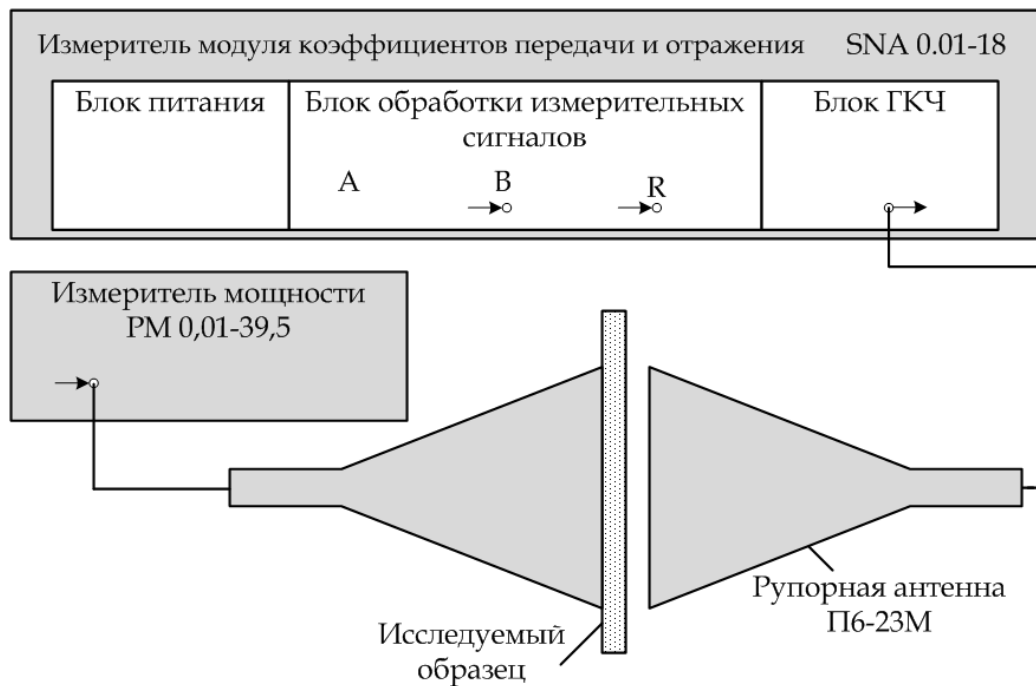 Измеритель модуля коэффициентов передачи и отражения SNA 0.01-18
Блок питания
Блок обработки измерительных
сигналов
Блок ГКЧ
A
B
R
Измеритель мощности
РМ 0,01-39,5
Рупорная антенна
П6-23М
Исследуемый
образец